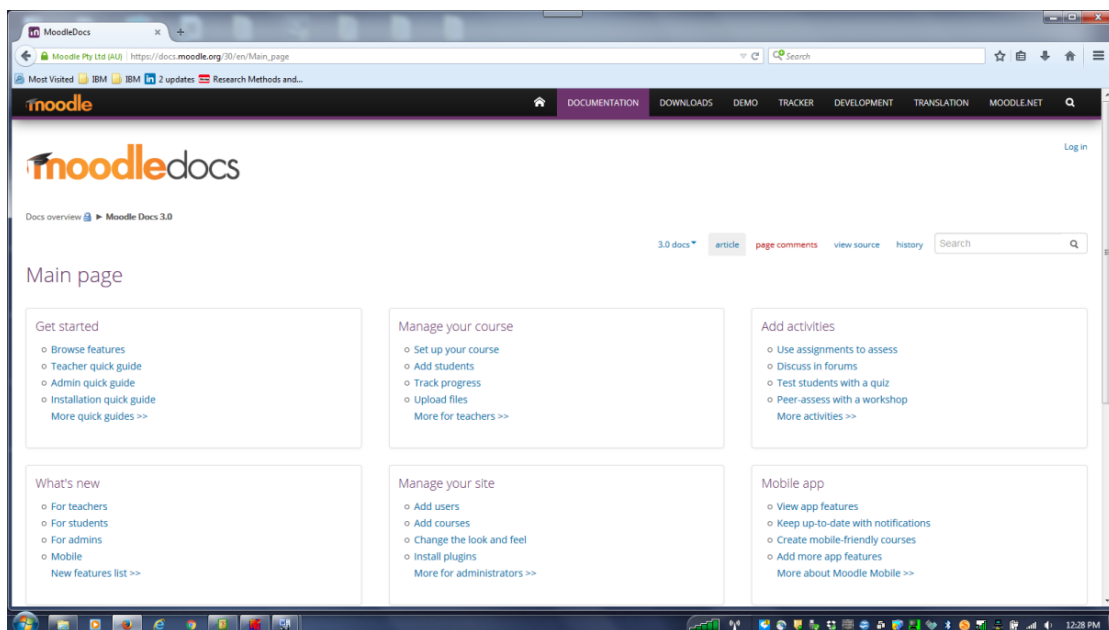 MoodleDocs
Moodle Pty Ltd (AU) https://docs.moodle.org/30/en/Main_page Search
Most Visited IBM IBM 2 updates Research Methods and...
moodle DOCUMENTATION DOWNLOADS DEMO TRACKER DEVELOPMENT TRANSLATION MOODLE.NET
Log in
moodledocs
Docs overview ► Moodle Docs 3.0
3.0 docs article page comments view source history Search
Main page
Get started
Browse features
Teacher quick guide
Admin quick guide
Installation quick guide
More quick guides >>
Manage your course
Set up your course
Add students
Track progress
Upload files
More for teachers >>
Add activities
Use assignments to assess
Discuss in forums
Test students with a quiz
Peer-assess with a workshop
More activities >>
What's new
For teachers
For students
For admins
Mobile
New features list >>
Manage your site
Add users
Add courses
Change the look and feel
Install plugins
More for administrators >>
Mobile app
View app features
Keep up-to-date with notifications
Create mobile-friendly courses
Add more app features
More about Moodle Mobile >>
12:28 PM